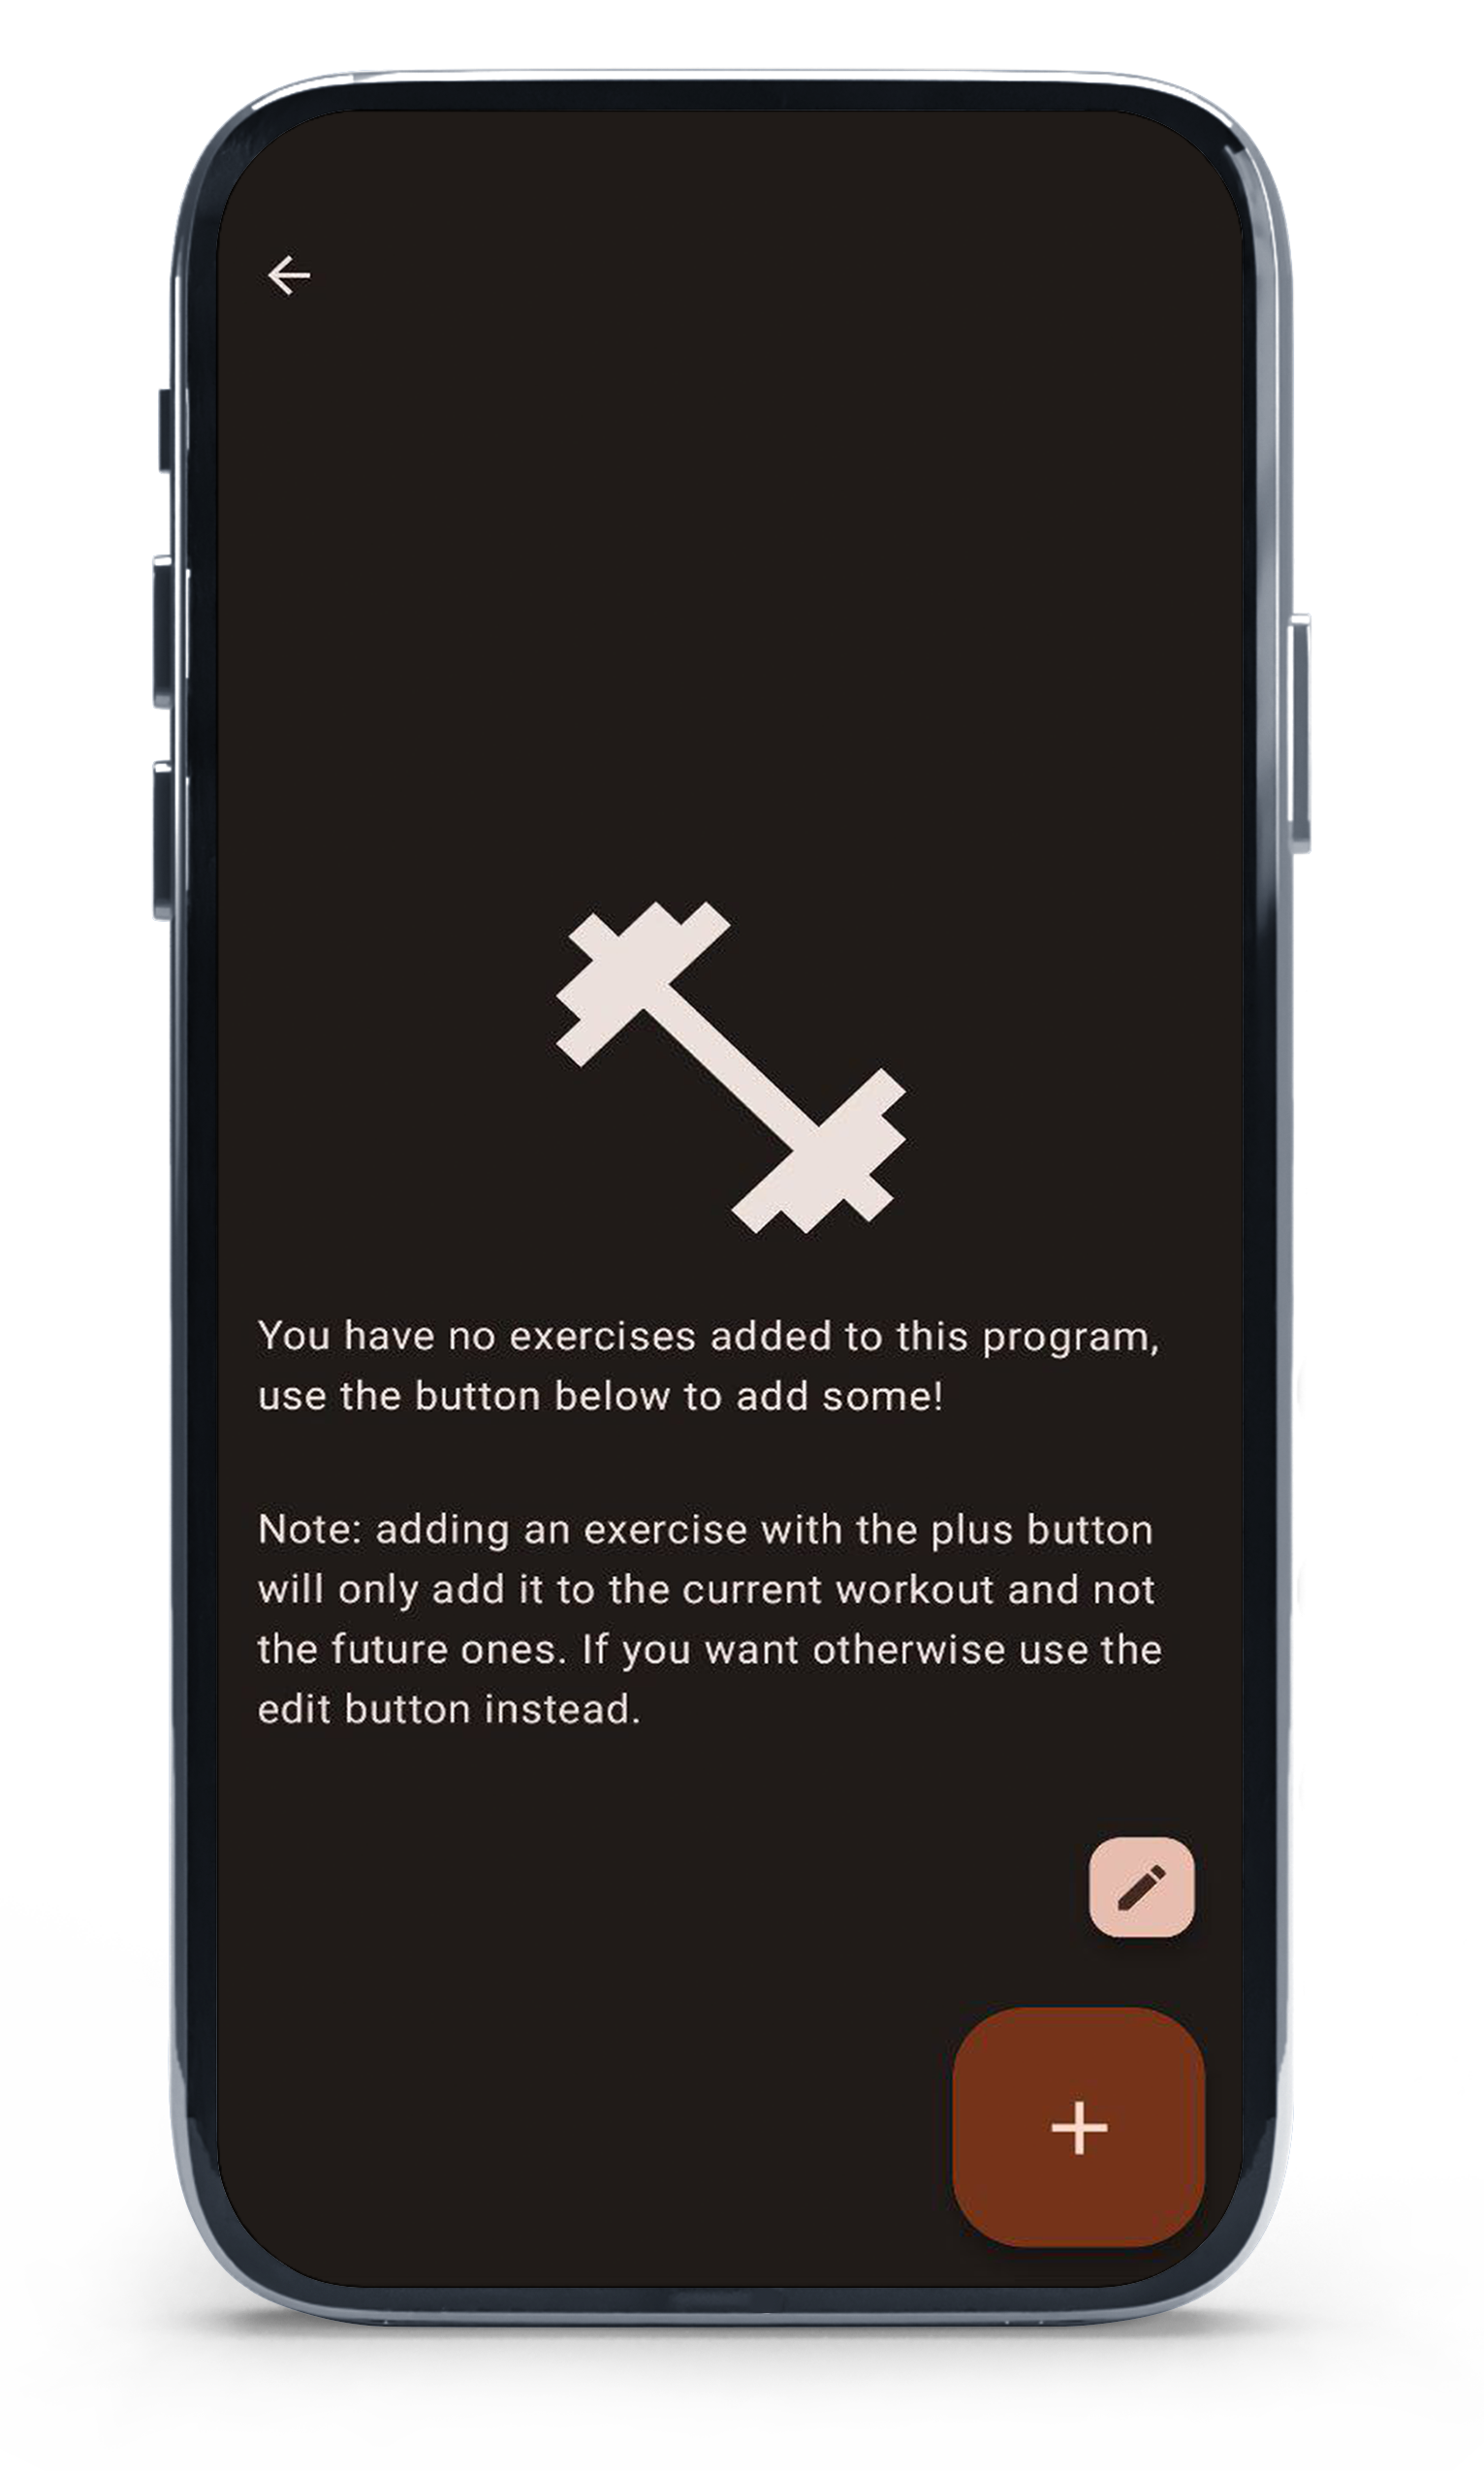 You have no exercises added to this program,
use the button below to add some!
Note: adding an exercise with the plus button
will only add it to the current workout and not
the future ones. If you want otherwise use the
edit button instead.